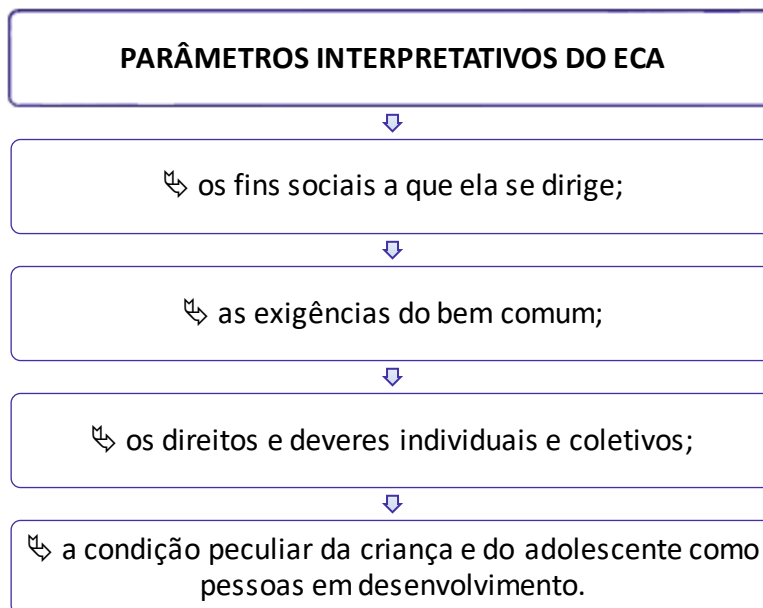 PARÂMETROS INTERPRETATIVOS DO ECA
os fins sociais a que ela se dirige;
as exigências do bem comum;
os direitos e deveres individuais e coletivos;
a condição peculiar da criança e do adolescente como
pessoas em desenvolvimento.